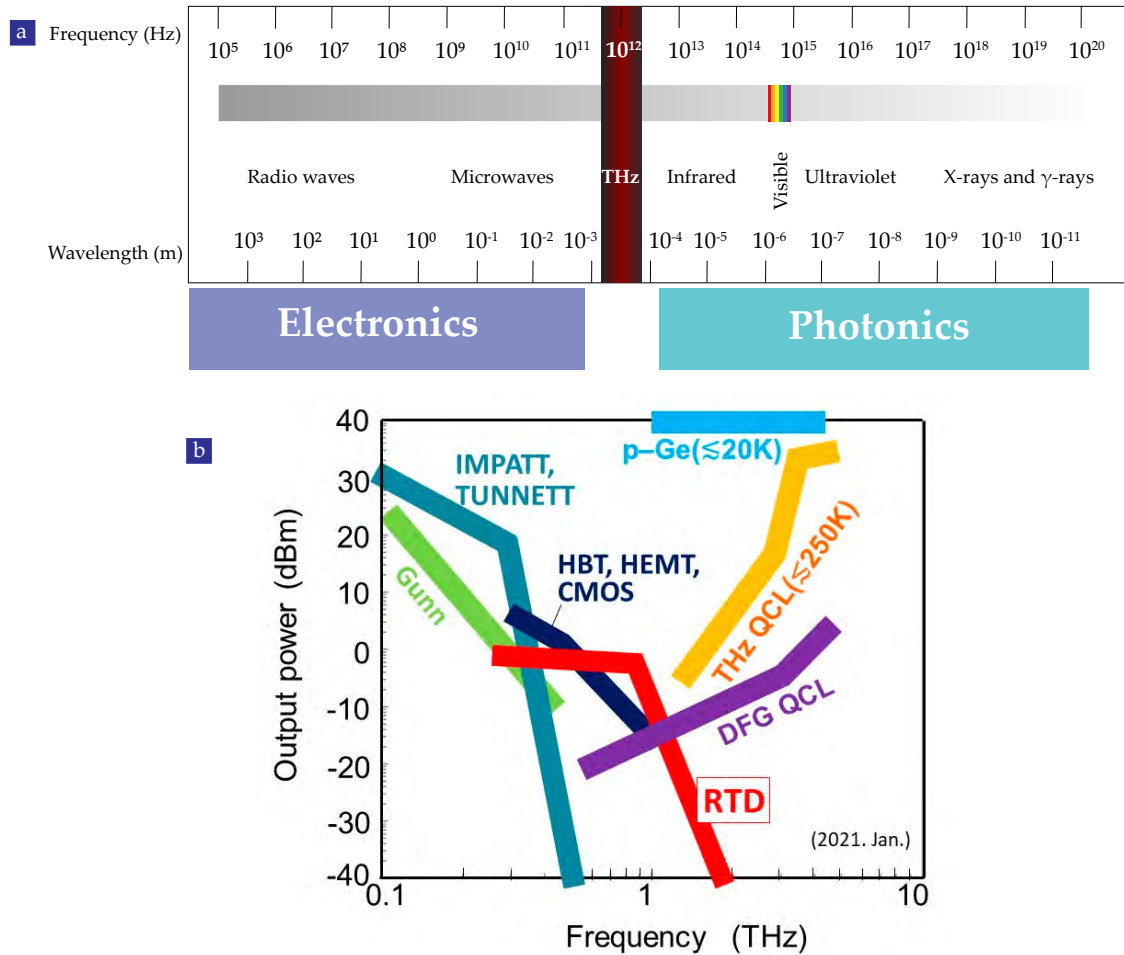 a
Frequency (Hz)
10⁵ 10⁶ 10⁷ 10⁸ 10⁹ 10¹⁰ 10¹¹ 10¹² 10¹³ 10¹⁴ 10¹⁵ 10¹⁶ 10¹⁷ 10¹⁸ 10¹⁹ 10²⁰
Radio waves Microwaves THz Infrared Visible Ultraviolet X-rays and γ-rays
Wavelength (m)
10³ 10² 10¹ 10⁰ 10⁻¹ 10⁻² 10⁻³ 10⁻⁴ 10⁻⁵ 10⁻⁶ 10⁻⁷ 10⁻⁸ 10⁻⁹ 10⁻¹⁰ 10⁻¹¹
Electronics Photonics
b
Output power (dBm)
40
30
20
10
0
-10
-20
-30
-40
p–Ge(≲20K)
IMPATT,
TUNNETT
Gunn
HBT, HEMT,
CMOS
THz QCL(≲250K)
DFG QCL
RTD
(2021. Jan.)
0.1 1 10
Frequency (THz)